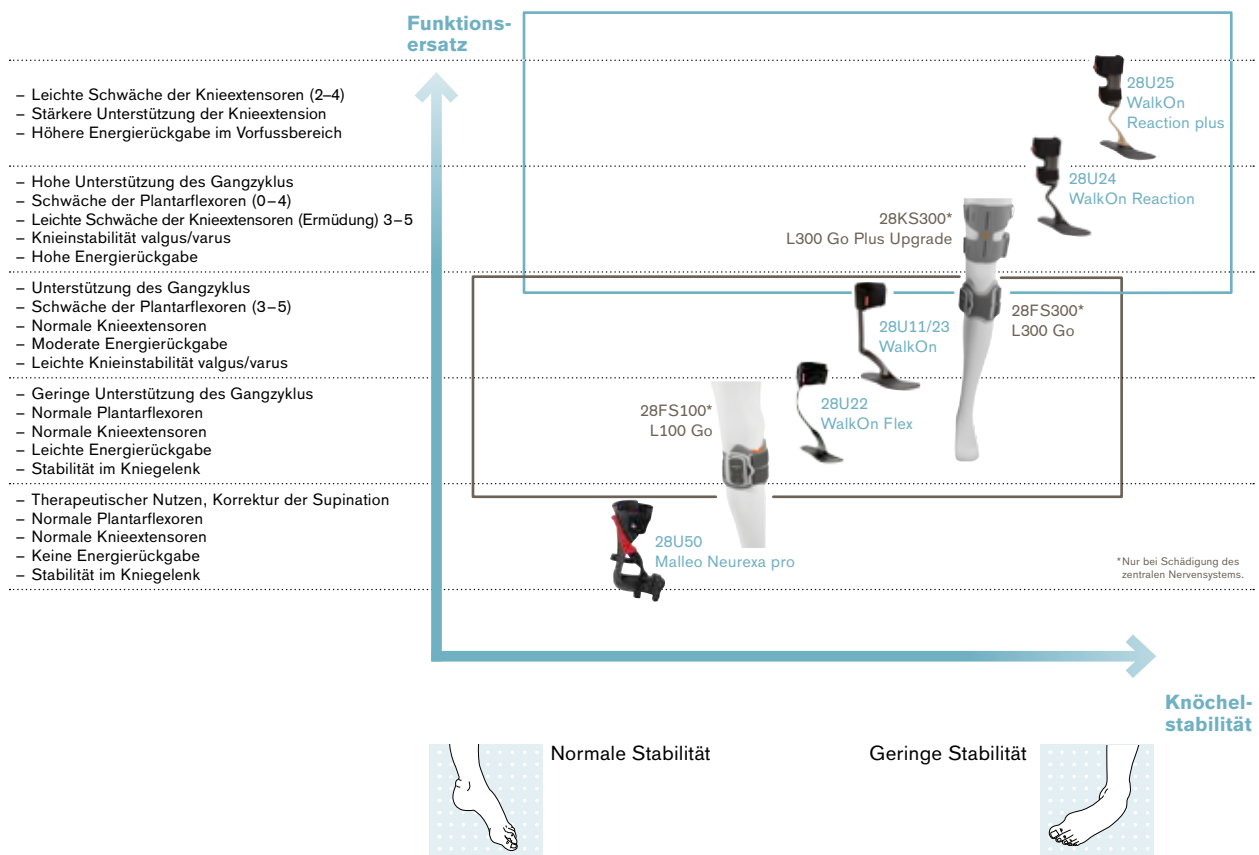 Funktions-
ersatz
– Leichte Schwäche der Knieextensoren (2–4)
– Stärkere Unterstützung der Knieextension
– Höhere Energierückgabe im Vorfussbereich
28U25
WalkOn
Reaction plus
– Hohe Unterstützung des Gangzyklus
– Schwäche der Plantarflexoren (0–4)
– Leichte Schwäche der Knieextensoren (Ermüdung) 3–5
– Knieinstabilität valgus/varus
– Hohe Energierückgabe
28U24
WalkOn Reaction
28KS300*
L300 Go Plus Upgrade
– Unterstützung des Gangzyklus
– Schwäche der Plantarflexoren (3–5)
– Normale Knieextensoren
– Moderate Energierückgabe
– Leichte Knieinstabilität valgus/varus
28U11/23
WalkOn
28FS300*
L300 Go
– Geringe Unterstützung des Gangzyklus
– Normale Plantarflexoren
– Normale Knieextensoren
– Leichte Energierückgabe
– Stabilität im Kniegelenk
28FS100*
L100 Go
28U22
WalkOn Flex
– Therapeutischer Nutzen, Korrektur der Supination
– Normale Plantarflexoren
– Normale Knieextensoren
– Keine Energierückgabe
– Stabilität im Kniegelenk
28U50
Malleo Neurexa pro
*Nur bei Schädigung des
zentralen Nervensystems.
Knöchel-
stabilität
Normale Stabilität
Geringe Stabilität